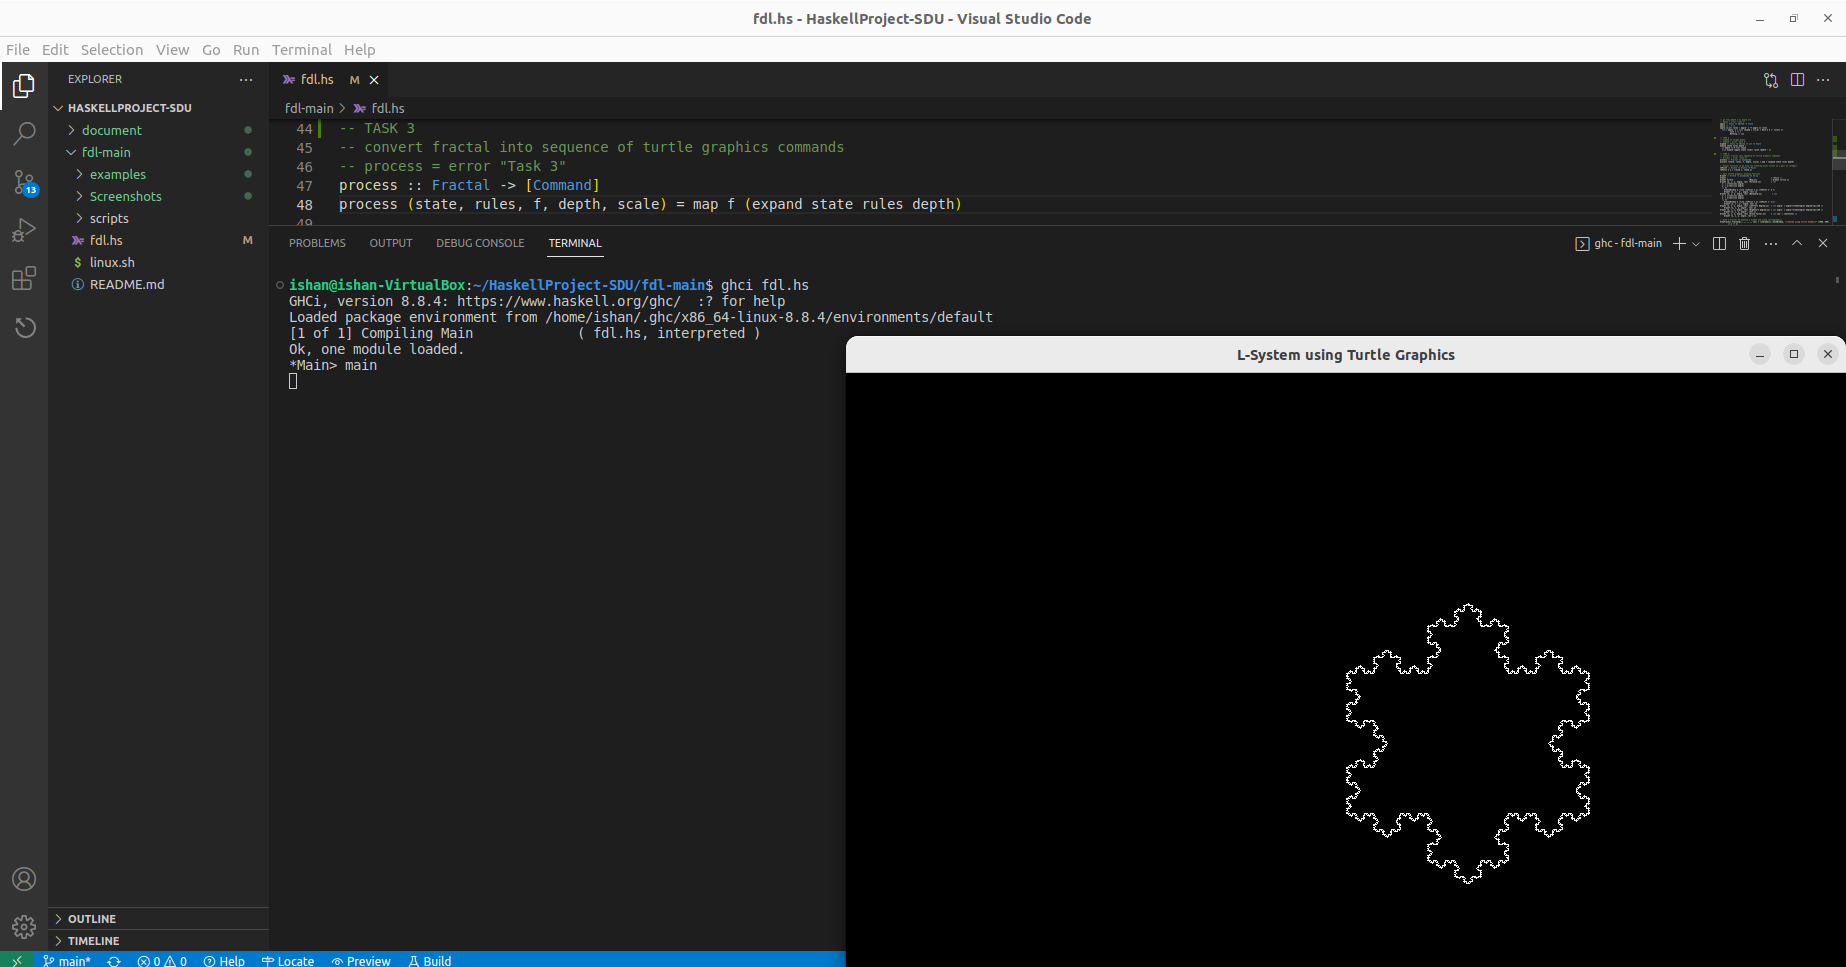 fdl.hs - HaskellProject-SDU - Visual Studio Code
File Edit Selection View Go Run Terminal Help
EXPLORER
HASKELLPROJECT-SDU
document
fdl-main
examples
Screenshots
scripts
fdl.hs M
linux.sh
README.md
13
OUTLINE
TIMELINE
fdl.hs M
fdl-main > fdl.hs
44 -- TASK 3
45 -- convert fractal into sequence of turtle graphics commands
46 -- process = error "Task 3"
47 process :: Fractal -> [Command]
48 process (state, rules, f, depth, scale) = map f (expand state rules depth)
49
PROBLEMS OUTPUT DEBUG CONSOLE TERMINAL
ghc - fdl-main
ishan@ishan-VirtualBox:~/HaskellProject-SDU/fdl-main$ ghci fdl.hs
GHCi, version 8.8.4: https://www.haskell.org/ghc/  :? for help
Loaded package environment from /home/ishan/.ghc/x86_64-linux-8.8.4/environments/default
[1 of 1] Compiling Main             ( fdl.hs, interpreted )
Ok, one module loaded.
*Main> main
L-System using Turtle Graphics
main* 0 0 Help Locate Preview Build